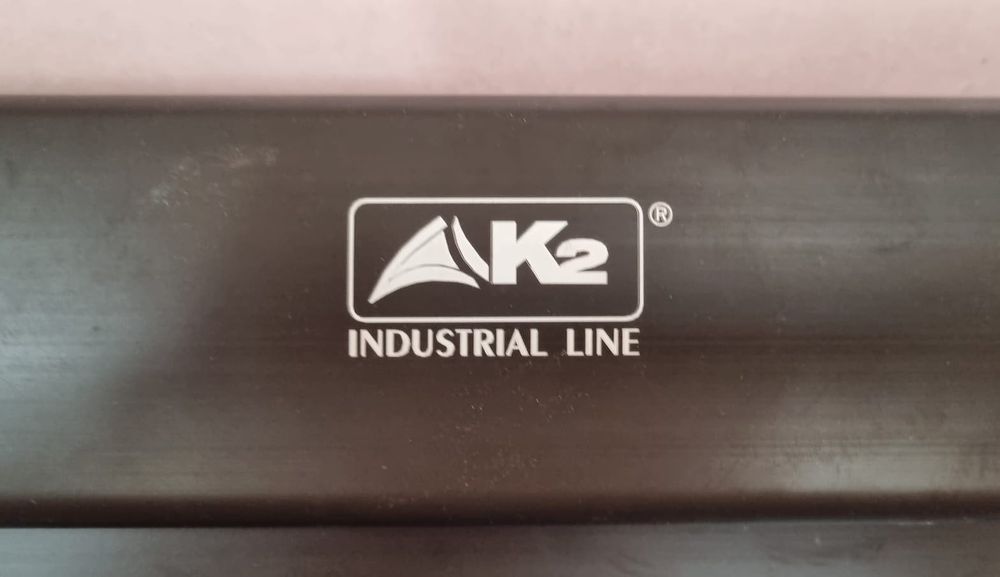 K2 ®
INDUSTRIAL LINE